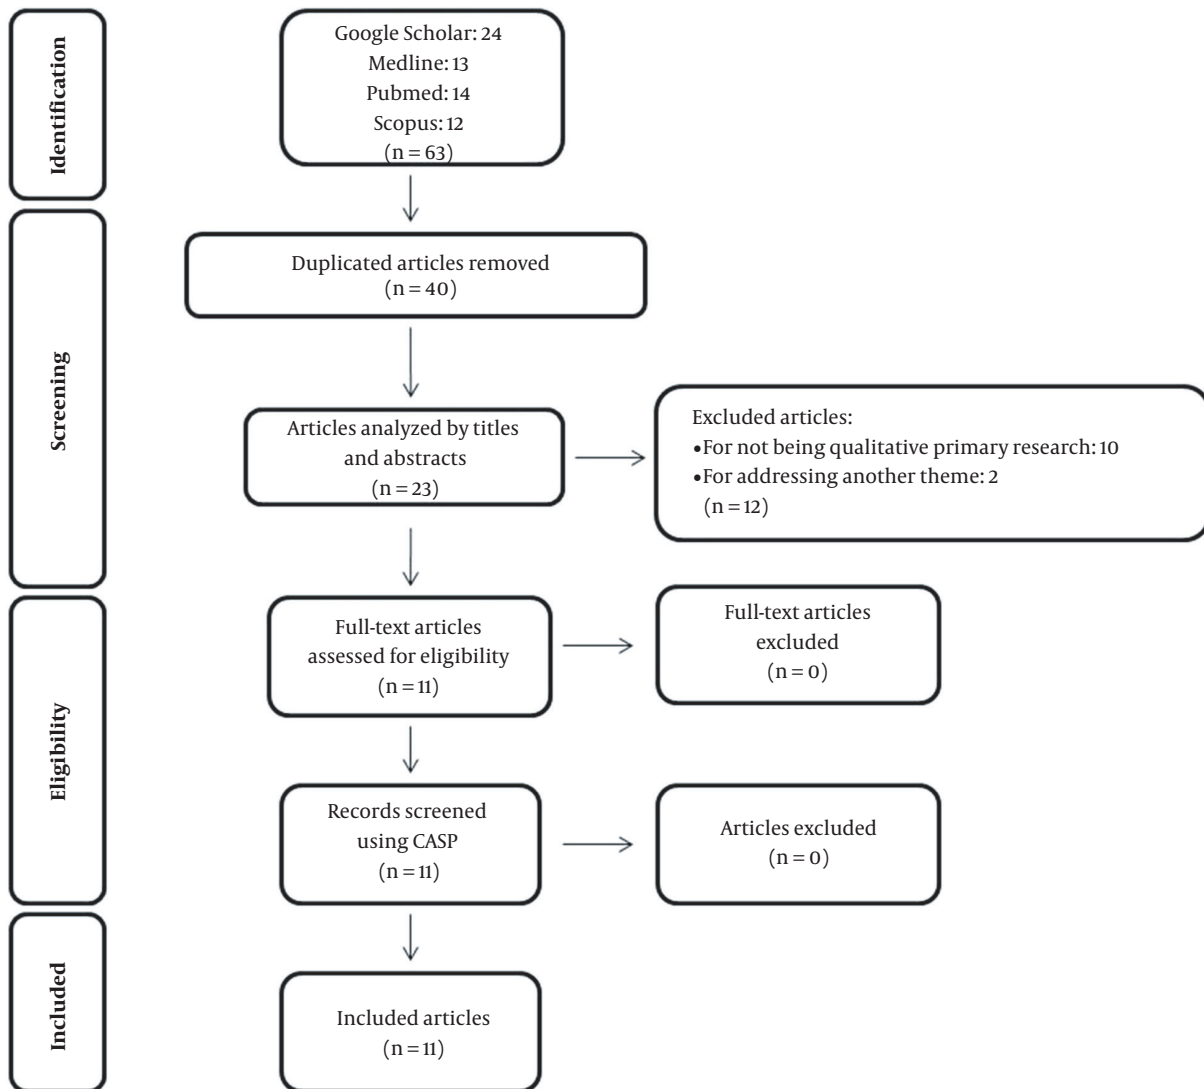 Identification
Google Scholar: 24
Medline: 13
Pubmed: 14
Scopus: 12
(n = 63)
Screening
Duplicated articles removed
(n = 40)
Articles analyzed by titles
and abstracts
(n = 23)
Excluded articles:
•For not being qualitative primary research: 10
•For addressing another theme: 2
(n = 12)
Eligibility
Full-text articles
assessed for eligibility
(n = 11)
Full-text articles
excluded
(n = 0)
Records screened
using CASP
(n = 11)
Articles excluded
(n = 0)
Included
Included articles
(n = 11)